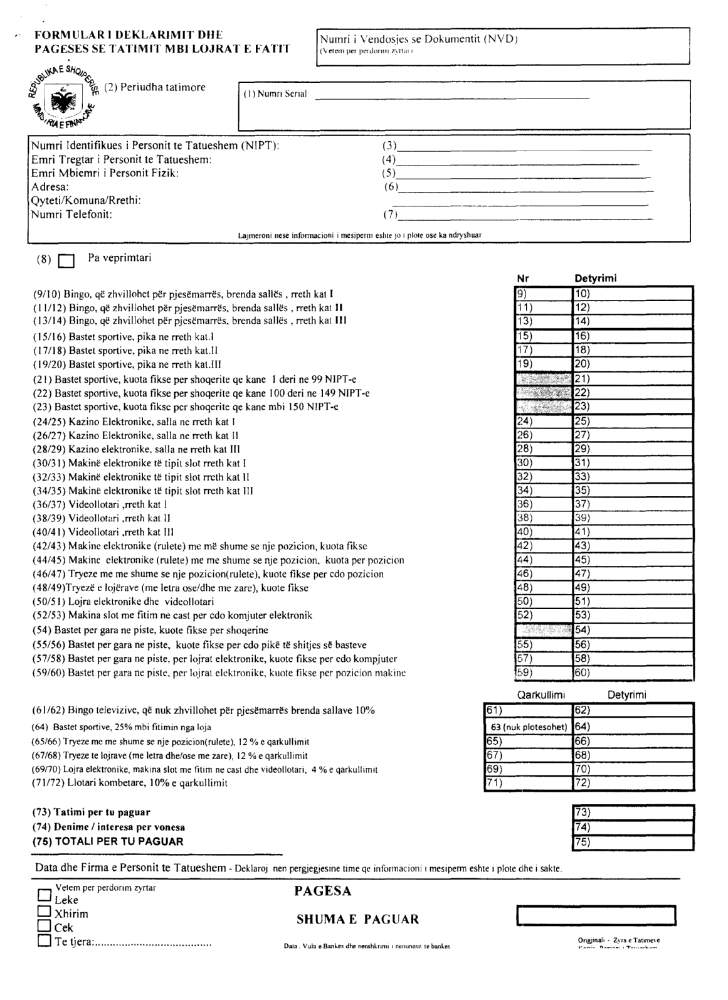 FORMULAR I DEKLARIMIT DHE
PAGESES SE TATIMIT MBI LOJRAT E FATIT
Numri i Vendosjes se Dokumentit (NVD)
(Vetem per perdorim zyrtar)
REPUBLIKA E SHQIPERISE
MINISTRIA E FINANCAVE
(2) Periudha tatimore
(1) Numri Serial
Numri Identifikues i Personit te Tatueshem (NIPT): (3)
Emri Tregtar i Personit te Tatueshem: (4)
Emri Mbiemri i Personit Fizik: (5)
Adresa: (6)
Qyteti/Komuna/Rrethi:
Numri Telefonit: (7)
Lajmeroni nese informacioni i mesiperm eshte jo i plote ose ka ndryshuar
(8) Pa veprimtari
Nr Detyrimi
(9/10) Bingo, që zhvillohet për pjesëmarrës, brenda sallës , rreth kat I 9) 10)
(11/12) Bingo, që zhvillohet për pjesëmarrës, brenda sallës , rreth kat II 11) 12)
(13/14) Bingo, që zhvillohet për pjesëmarrës, brenda sallës , rreth kat III 13) 14)
(15/16) Bastet sportive, pika ne rreth kat.I 15) 16)
(17/18) Bastet sportive, pika ne rreth kat.II 17) 18)
(19/20) Bastet sportive, pika ne rreth kat.III 19) 20)
(21) Bastet sportive, kuota fikse per shoqerite qe kane 1 deri ne 99 NIPT-e 21)
(22) Bastet sportive, kuota fikse per shoqerite qe kane 100 deri ne 149 NIPT-e 22)
(23) Bastet sportive, kuota fikse per shoqerite qe kane mbi 150 NIPT-e 23)
(24/25) Kazino Elektronike, salla ne rreth kat I 24) 25)
(26/27) Kazino Elektronike, salla ne rreth kat II 26) 27)
(28/29) Kazino elektronike, salla ne rreth kat III 28) 29)
(30/31) Makinë elektronike të tipit slot rreth kat I 30) 31)
(32/33) Makinë elektronike të tipit slot rreth kat II 32) 33)
(34/35) Makinë elektronike të tipit slot rreth kat III 34) 35)
(36/37) Videollotari ,rreth kat I 36) 37)
(38/39) Videollotari ,rreth kat II 38) 39)
(40/41) Videollotari ,rreth kat III 40) 41)
(42/43) Makine elektronike (rulete) me më shume se nje pozicion, kuota fikse 42) 43)
(44/45) Makine elektronike (rulete) me me shume se nje pozicion, kuota per pozicion 44) 45)
(46/47) Tryeze me me shume se nje pozicion(rulete), kuote fikse per cdo pozicion 46) 47)
(48/49)Tryezë e lojërave (me letra ose/dhe me zare), kuote fikse 48) 49)
(50/51) Lojra elektronike dhe videollotari 50) 51)
(52/53) Makina slot me fitim ne cast per cdo komjuter elektronik 52) 53)
(54) Bastet per gara ne piste, kuote fikse per shoqerine 54)
(55/56) Bastet per gara ne piste, kuote fikse per cdo pikë të shitjes së basteve 55) 56)
(57/58) Bastet per gara ne piste, per lojrat elektronike, kuote fikse per cdo kompjuter 57) 58)
(59/60) Bastet per gara ne piste, per lojrat elektronike, kuote fikse per pozicion makine 59) 60)
Qarkullimi Detyrimi
(61/62) Bingo televizive, që nuk zhvillohet për pjesëmarrës brenda sallave 10% 61) 62)
(64) Bastet sportive, 25% mbi fitimin nga loja 63 (nuk plotesohet) 64)
(65/66) Tryeze me me shume se nje pozicion(rulete), 12 % e qarkullimit 65) 66)
(67/68) Tryeze te lojrave (me letra dhe/ose me zare), 12 % e qarkullimit 67) 68)
(69/70) Lojra elektronike, makina slot me fitim ne cast dhe videollotari, 4 % e qarkullimit 69) 70)
(71/72) Llotari kombetare, 10% e qarkullimit 71) 72)
(73) Tatimi per tu paguar 73)
(74) Denime / interesa per vonesa 74)
(75) TOTALI PER TU PAGUAR 75)
Data dhe Firma e Personit te Tatueshem - Deklaroj nen pergjegjesine time qe informacioni i mesiperm eshte i plote dhe i sakte.
Vetem per perdorim zyrtar
Leke
Xhirim
Cek
Te tjera:.......................................
PAGESA
SHUMA E PAGUAR
Data , Vula e Bankes dhe nenshkrimi i nenpunesit te bankes
Origjinali - Zyra e Tatimeve